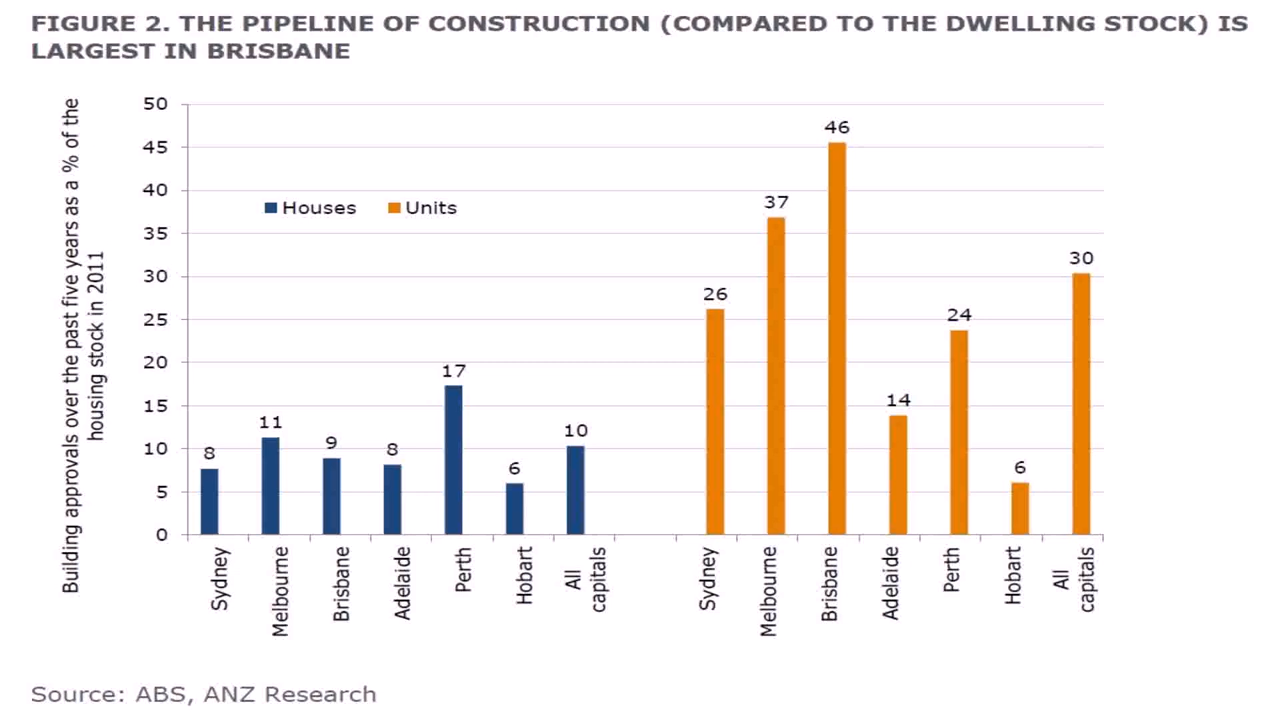 FIGURE 2. THE PIPELINE OF CONSTRUCTION (COMPARED TO THE DWELLING STOCK) IS
LARGEST IN BRISBANE
Building approvals over the past five years as a % of the
housing stock in 2011
50
45
40
35
30
25
20
15
10
5
0
Houses
Units
8
11
9
8
17
6
10
26
37
46
14
24
6
30
Sydney
Melbourne
Brisbane
Adelaide
Perth
Hobart
All
capitals
Sydney
Melbourne
Brisbane
Adelaide
Perth
Hobart
All
capitals
Source: ABS, ANZ Research